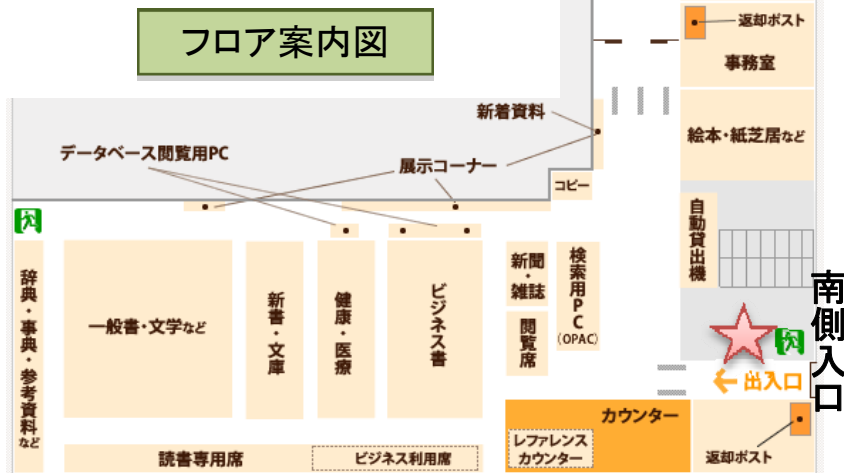 フロア案内図
返却ポスト
事務室
新着資料
絵本・紙芝居など
データベース閲覧用PC
展示コーナー
コピー
自動貸出機
辞典・事典・参考資料など
一般書・文学など
新書・文庫
健康・医療
ビジネス書
新聞・雑誌
閲覧席
検索用PC
(OPAC)
南側入口
出入口
カウンター
レファレンス
カウンター
読書専用席
ビジネス利用席
返却ポスト